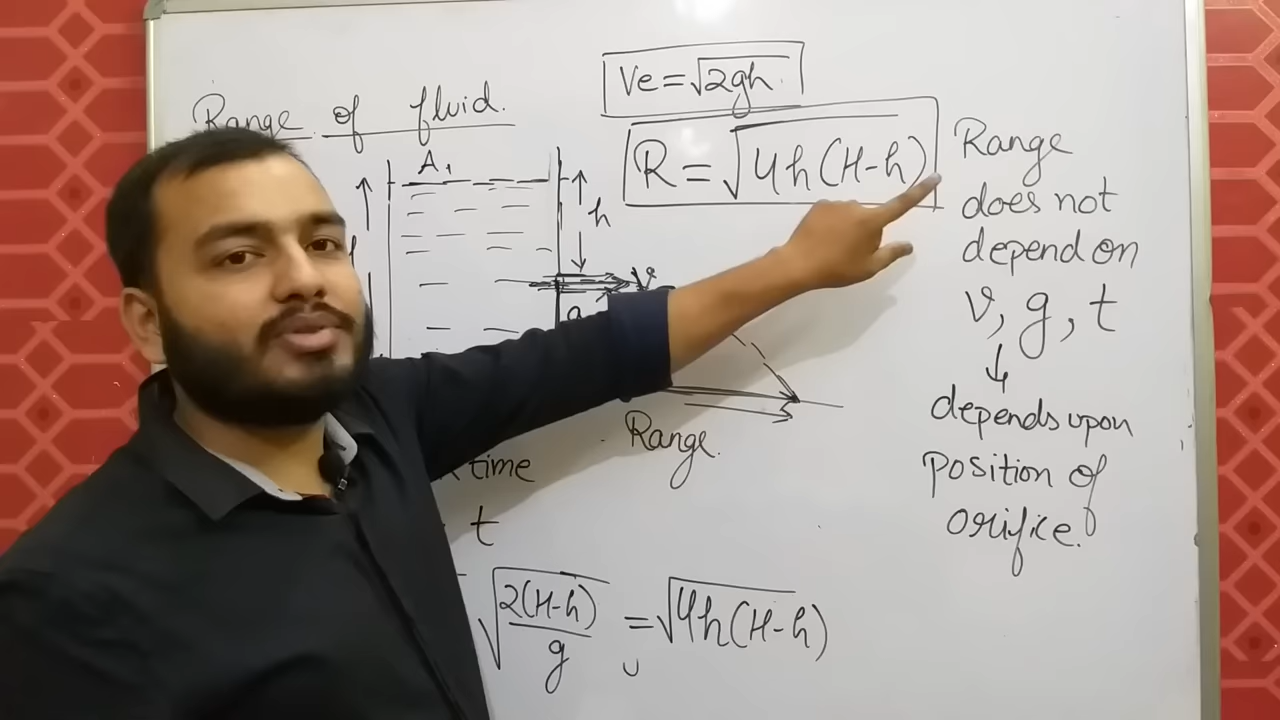 Range of fluid.
Ve = √2gh
R = √4h(H-h)
A₁
h
a
Range
does not
depend on
v, g, t
↓
depends upon
position of
orifice.
Range.
time
t
√2(H-h)/g = √4h(H-h)